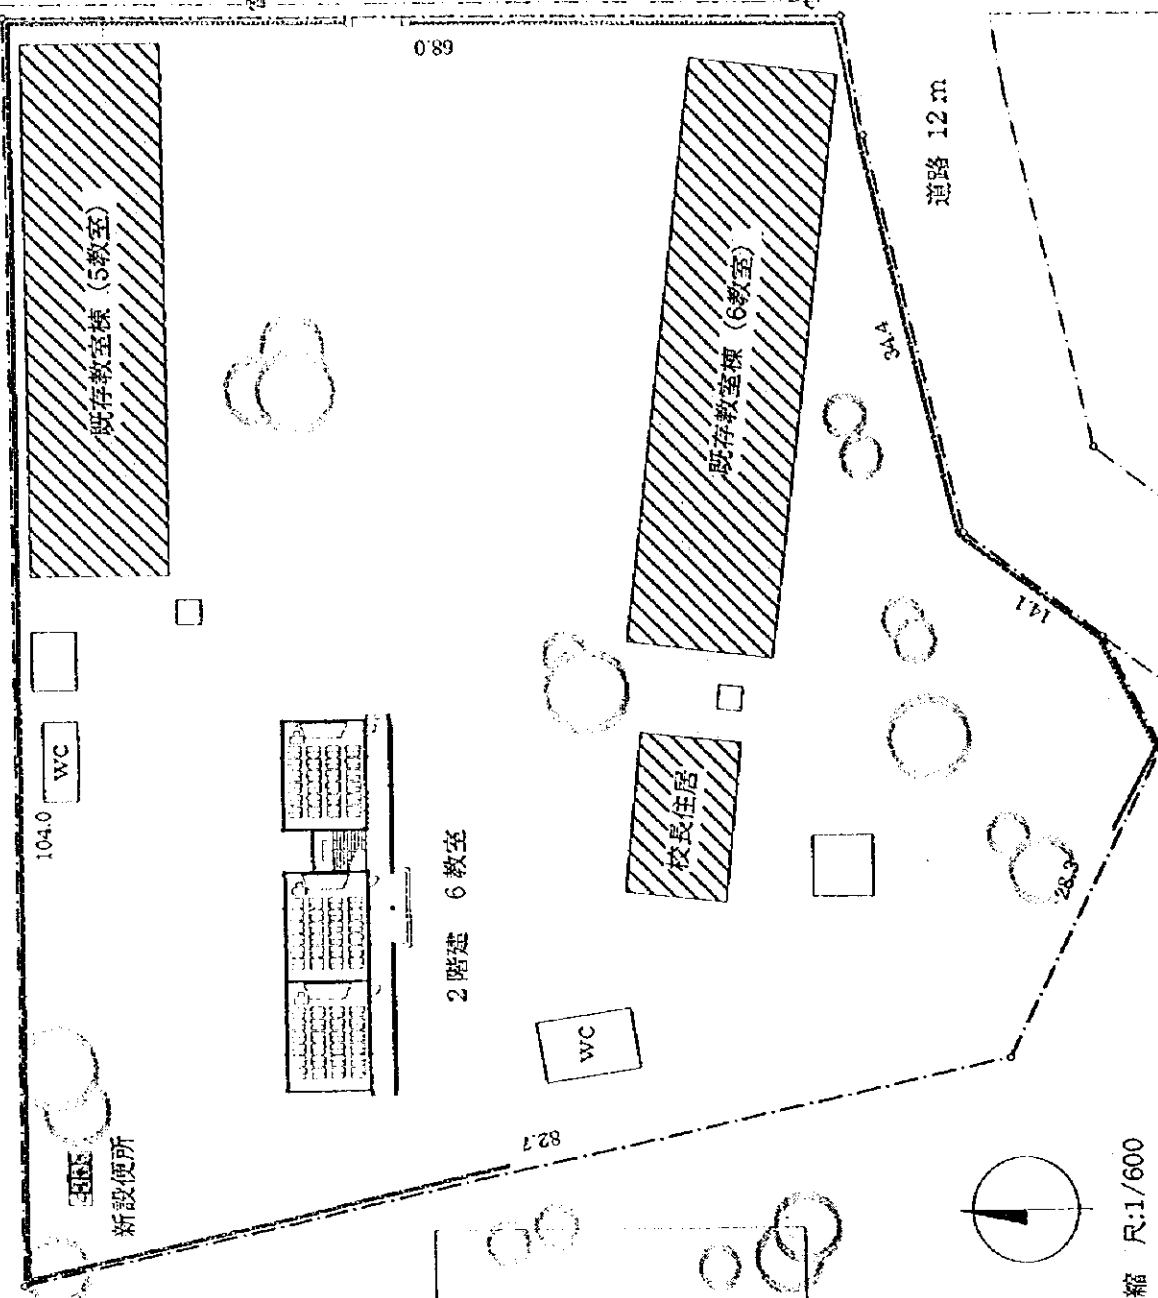 68.0
道路 12 m
既存教室棟 (5教室)
既存教室棟 (6教室)
34.4
14.1
104.0
WC
2階建 6教室
校長住居
28.3
WC
82.7
新設便所
縮 尺:1/600